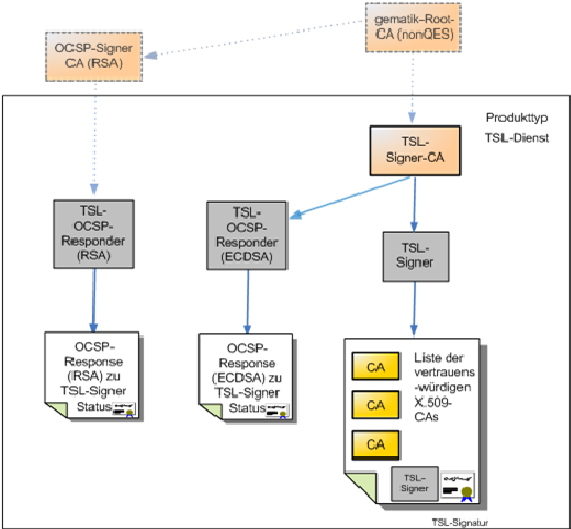 gematik-Root-
CA (nonQES)
OCSP-Signer
CA (RSA)
Produkttyp
TSL-Dienst
TSL-
Signer-CA
TSL-
OCSP-
Responder
(RSA)
TSL-
OCSP-
Responder
(ECDSA)
TSL-
Signer
OCSP-
Response
(RSA) zu
TSL-Signer
Status
OCSP-
Response
(ECDSA) zu
TSL-Signer
Status
CA
CA
CA
Liste der
vertrauens
-würdigen
X.509-
CAs
TSL-
Signer
TSL-Signatur